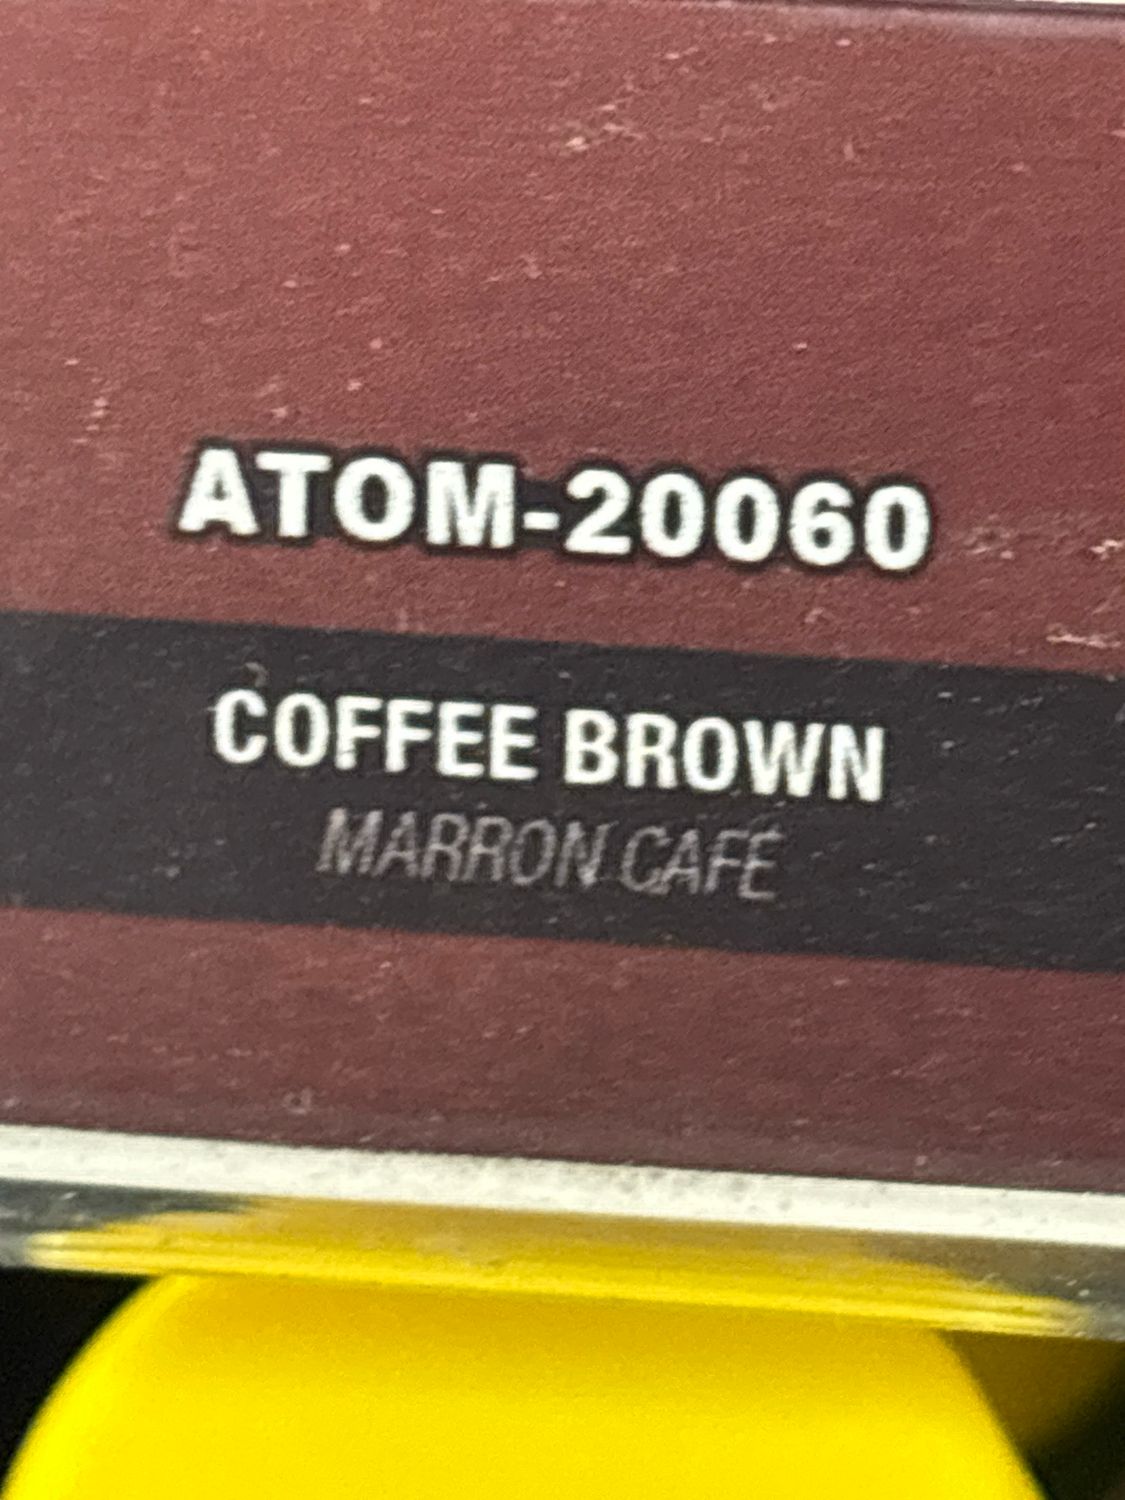 ATOM-20060
COFFEE BROWN
MARRON CAFÉ